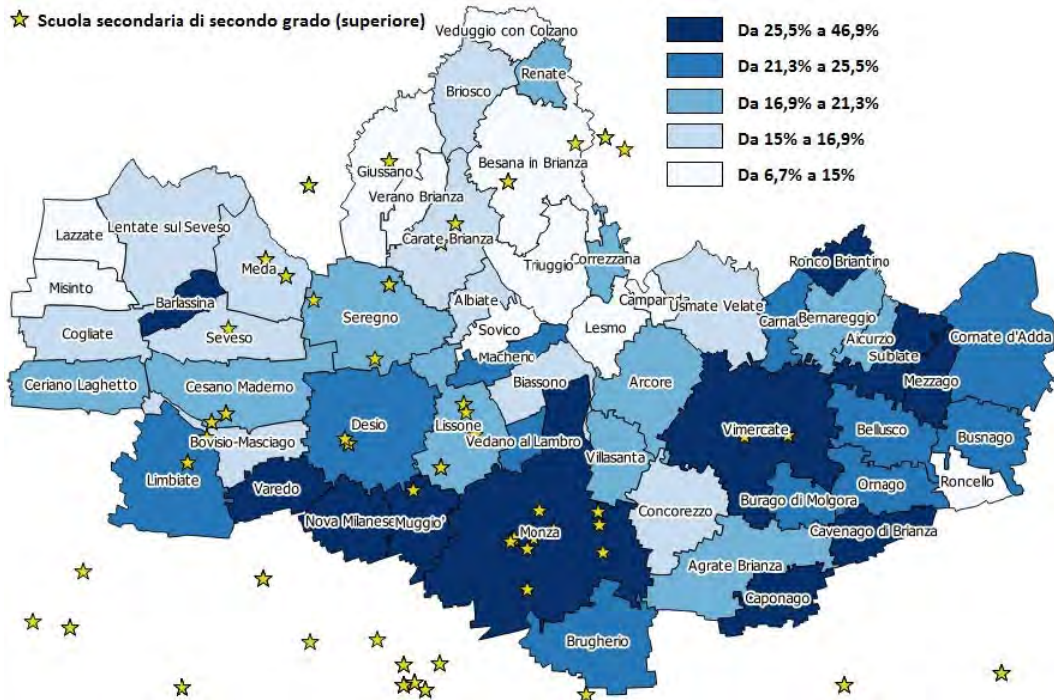 Scuola secondaria di secondo grado (superiore)
Da 25,5% a 46,9%
Da 21,3% a 25,5%
Da 16,9% a 21,3%
Da 15% a 16,9%
Da 6,7% a 15%
Veduggio con Colzano
Renate
Briosco
Besana in Brianza
Giussano
Verano Brianza
Lentate sul Seveso
Lazzate
Carate Brianza
Triuggio
Correzzana
Ronco Briantino
Meda
Misinto
Barlassina
Albiate
Usmate Velate
Carnate
Bernareggio
Cogliate
Seveso
Seregno
Sovico
Lesmo
Aicurzio
Cornate d'Adda
Macherio
Sulbiate
Ceriano Laghetto
Cesano Maderno
Biassono
Arcore
Mezzago
Desio
Lissone
Vimercate
Bellusco
Busnago
Bovisio-Masciago
Vedano al Lambro
Villasanta
Limbiate
Varedo
Ornago
Roncello
Burago di Molgora
Concorezzo
Nova Milanese
Muggio'
Monza
Cavenago di Brianza
Agrate Brianza
Caponago
Brugherio